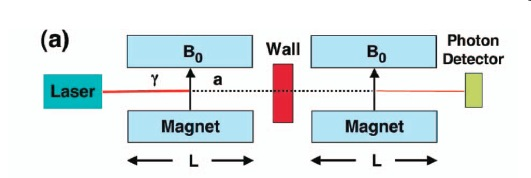 (a)
B₀
Wall
B₀
Photon
Detector
γ
a
Laser
Magnet
Magnet
L
L